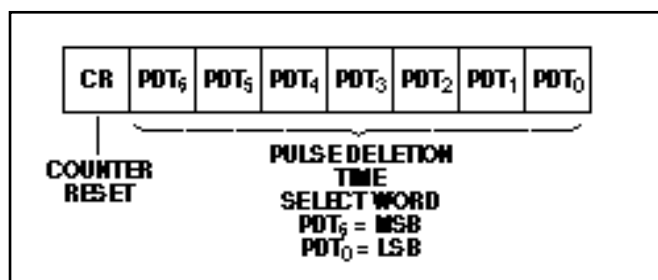 CR PDT₆ PDT₅ PDT₄ PDT₃ PDT₂ PDT₁ PDT₀
COUNTER
RESET
PULSE DELETION
TIME
SELECT WORD
PDT₆ = MSB
PDT₀ = LSB